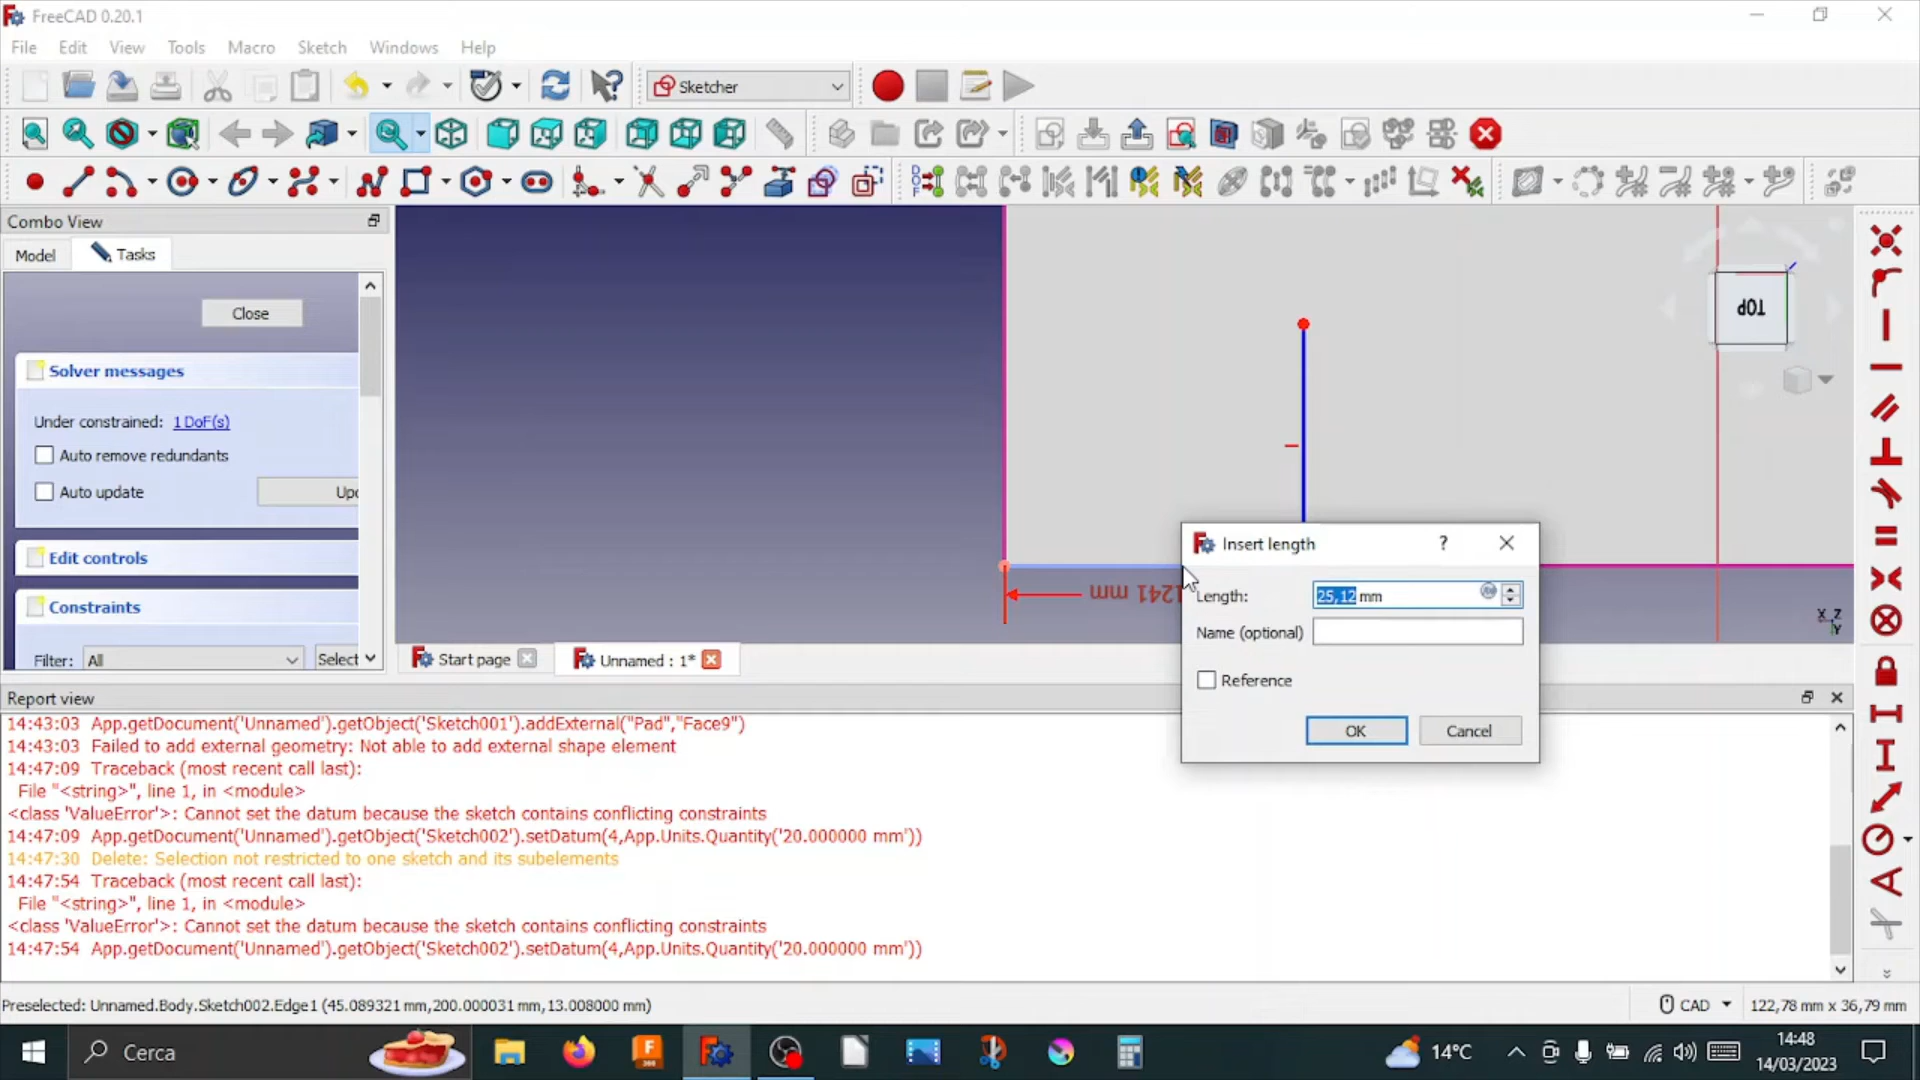 FreeCAD 0.20.1
File Edit View Tools Macro Sketch Windows Help
Sketcher
Combo View
Model Tasks
Close
Solver messages
Under constrained: 1 DoF(s)
Auto remove redundants
Auto update
Edit controls
Constraints
Filter: All Select
TOP
1241 mm
X Z
Y
Insert length ?
Length: 25,12 mm
Name (optional)
Reference
OK Cancel
Start page Unnamed : 1*
Report view
14:43:03 App.getDocument('Unnamed').getObject('Sketch001').addExternal("Pad","Face9")
14:43:03 Failed to add external geometry: Not able to add external shape element
14:47:09 Traceback (most recent call last):
File "<string>", line 1, in <module>
<class 'ValueError'>: Cannot set the datum because the sketch contains conflicting constraints
14:47:09 App.getDocument('Unnamed').getObject('Sketch002').setDatum(4,App.Units.Quantity('20.000000 mm'))
14:47:30 Delete: Selection not restricted to one sketch and its subelements
14:47:54 Traceback (most recent call last):
File "<string>", line 1, in <module>
<class 'ValueError'>: Cannot set the datum because the sketch contains conflicting constraints
14:47:54 App.getDocument('Unnamed').getObject('Sketch002').setDatum(4,App.Units.Quantity('20.000000 mm'))
Preselected: Unnamed.Body.Sketch002.Edge1 (45.089321 mm,200.000031 mm,13.008000 mm)
CAD 122,78 mm x 36,79 mm
Cerca
14°C
14:48
14/03/2023